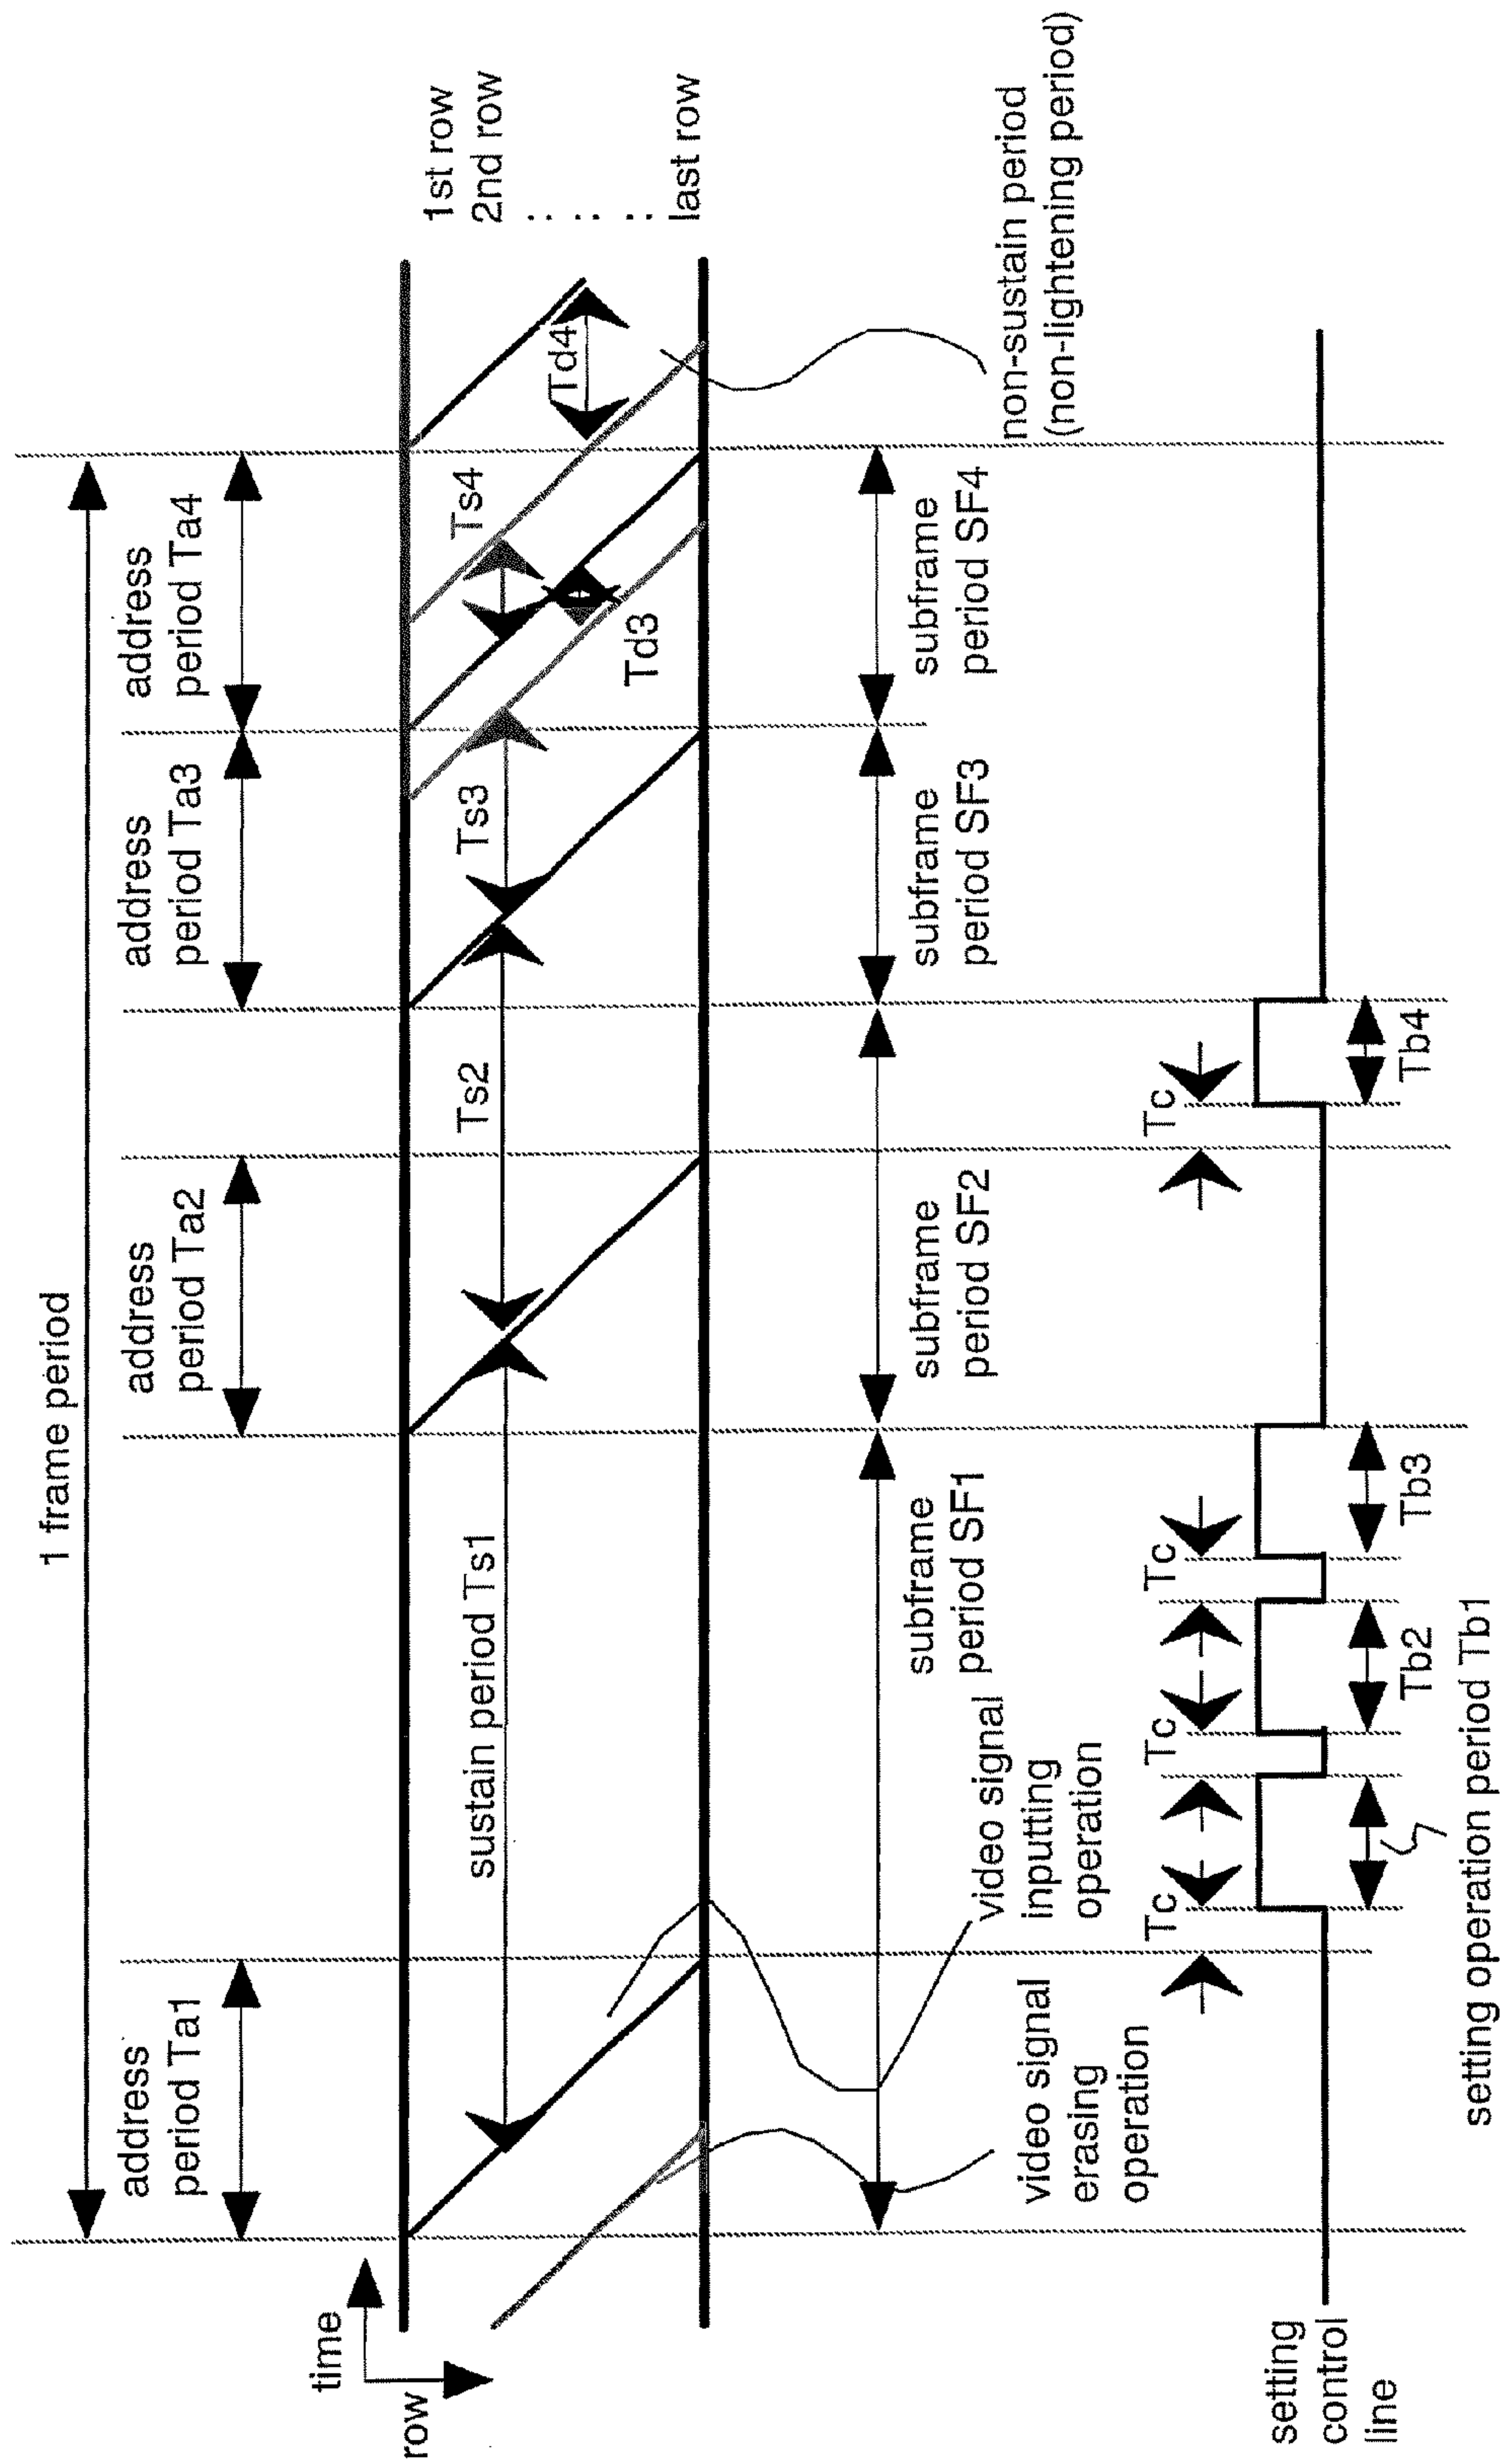 1 frame period
address
period Ta1
address
period Ta2
address
period Ta3
address
period Ta4
time
row
1st row
2nd row
last row
sustain period Ts1
Ts2
Ts3
Ts4
Td3
Td4
subframe
period SF1
subframe
period SF2
subframe
period SF3
subframe
period SF4
non-sustain period
(non-lightening period)
video signal
inputting
operation
video signal
erasing
operation
Tc
Tc
Tc
Tc
setting
control
line
Tb2
Tb3
Tb4
setting operation period Tb1